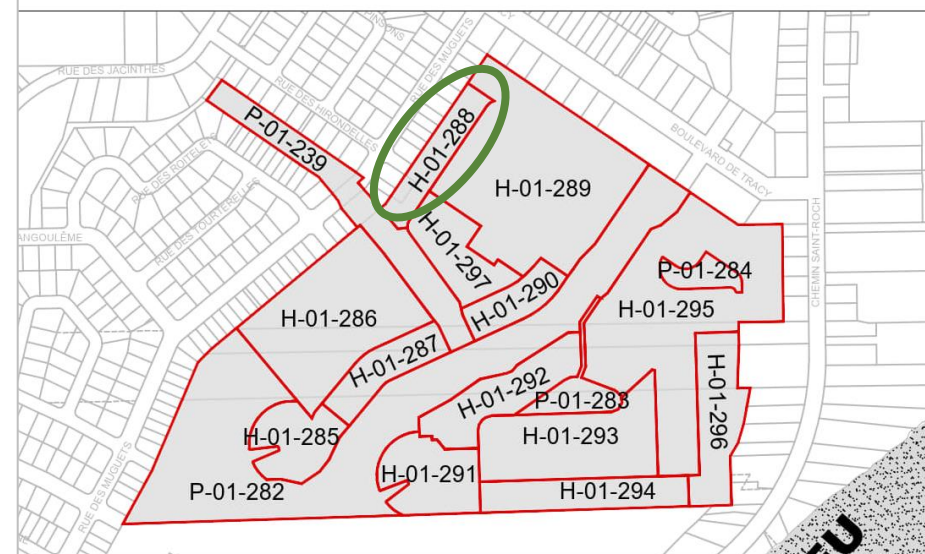 PINSONS
RUE DES MUGUETS
TRACY
RUE DES JACINTHES
RUE DES HIRONDELLES
P-01-239
H-01-288
BOULEVARD DE TRACY
H-01-289
RUE DES ROITELETS
RUE DES TOURTERELLES
ANGOULÊME
H-01-297
CHEMIN SAINT-ROCH
P-01-284
H-01-290
H-01-295
H-01-286
H-01-287
H-01-292
P-01-283
H-01-296
H-01-285
H-01-293
H-01-291
P-01-282
H-01-294
RUE DES MUGUETS
TU